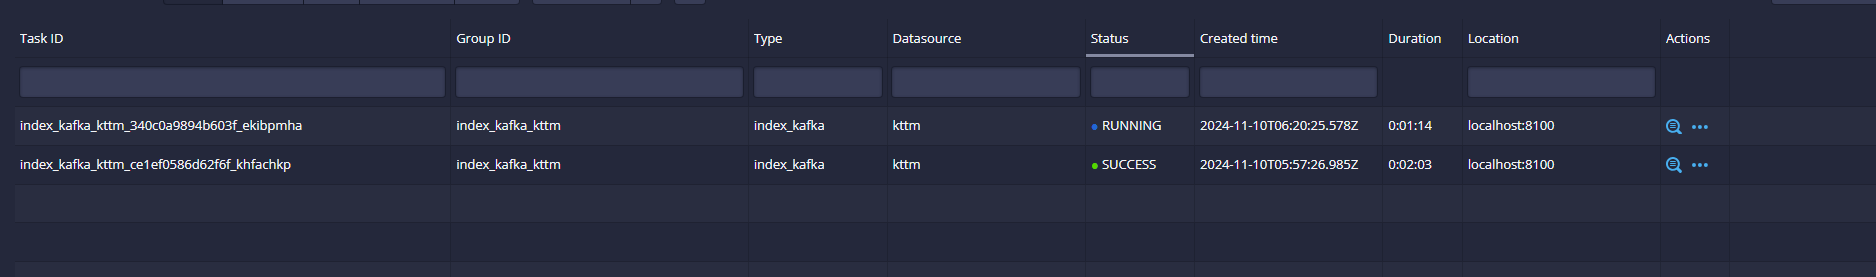 Task ID Group ID Type Datasource Status Created time Duration Location Actions
index_kafka_kttm_340c0a9894b603f_ekibpmha index_kafka_kttm index_kafka kttm RUNNING 2024-11-10T06:20:25.578Z 0:01:14 localhost:8100
index_kafka_kttm_ce1ef0586d62f6f_khfachkp index_kafka_kttm index_kafka kttm SUCCESS 2024-11-10T05:57:26.985Z 0:02:03 localhost:8100